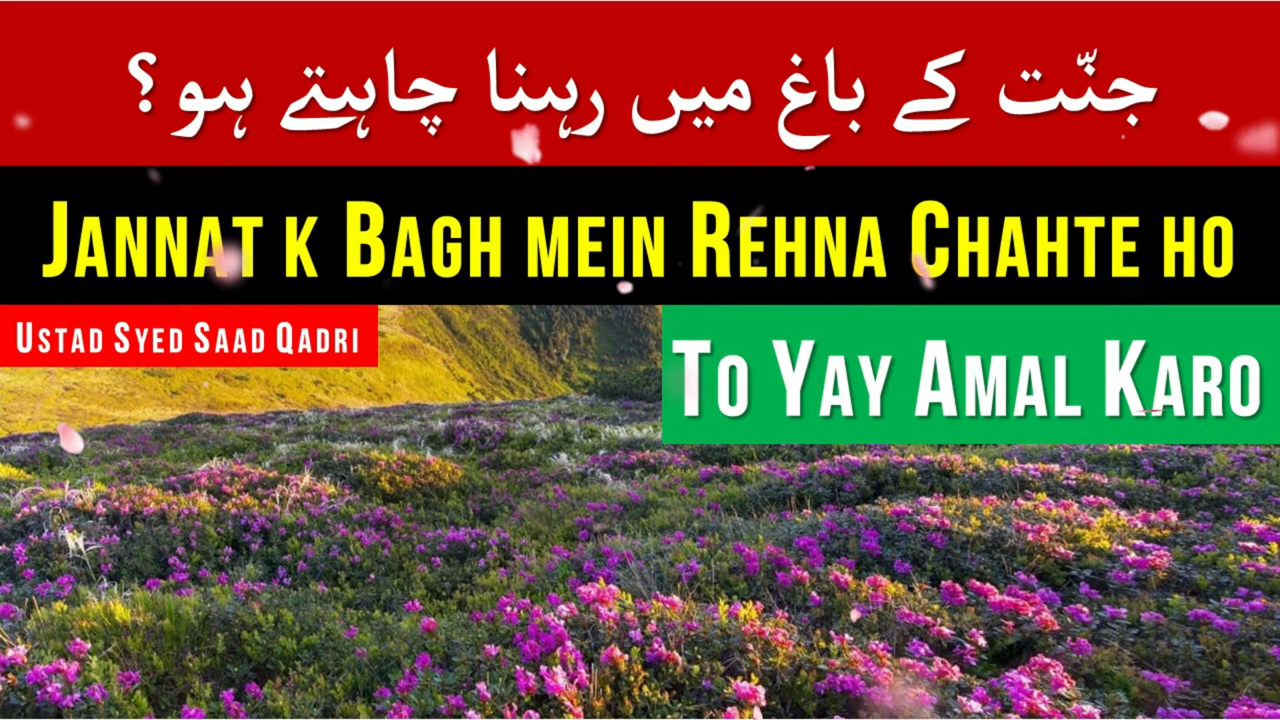 جنّت کے باغ میں رہنا چاہتے ہو؟
Jannat k Bagh mein Rehna Chahte ho
Ustad Syed Saad Qadri
To Yay Amal Karo